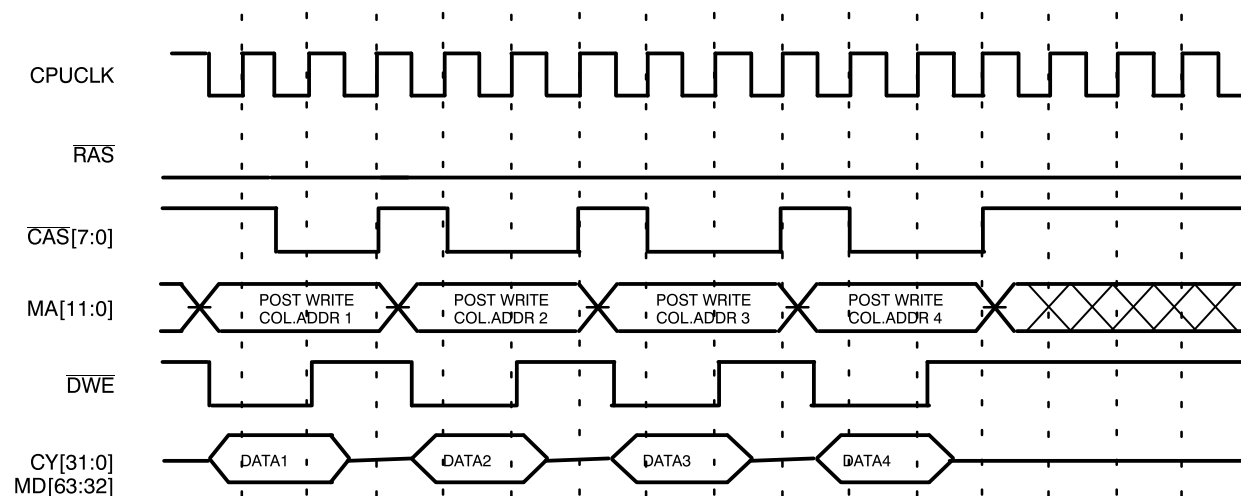 CPUCLK
RAS
CAS[7:0]
MA[11:0]
POST WRITE
COL.ADDR 1
POST WRITE
COL.ADDR 2
POST WRITE
COL.ADDR 3
POST WRITE
COL.ADDR 4
DWE
CY[31:0]
MD[63:32]
DATA1
DATA2
DATA3
DATA4